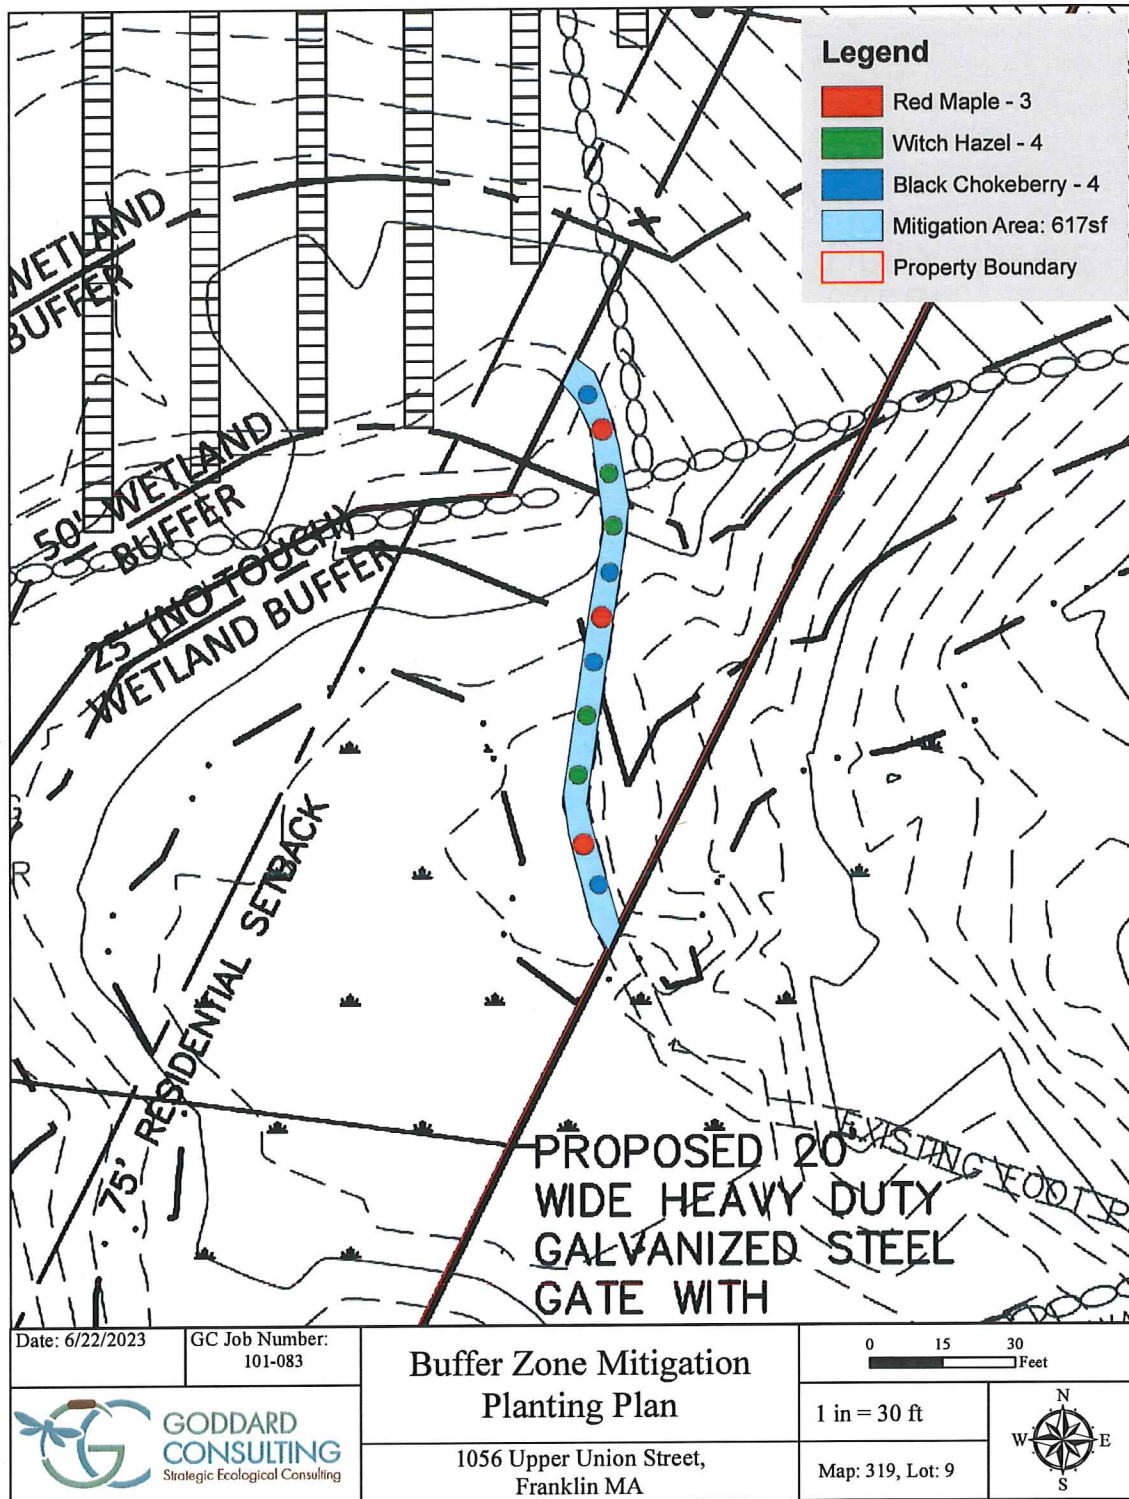 Legend
Red Maple - 3
Witch Hazel - 4
Black Chokeberry - 4
Mitigation Area: 617sf
Property Boundary
WETLAND
BUFFER
50' WETLAND
BUFFER
25' (NO TOUCH)
WETLAND BUFFER
R
75' RESIDENTIAL SETBACK
EXISTING FOOT P
PROPOSED 20'
WIDE HEAVY DUTY
GALVANIZED STEEL
GATE WITH
Date: 6/22/2023
GC Job Number:
101-083
GODDARD
CONSULTING
Strategic Ecological Consulting
Buffer Zone Mitigation
Planting Plan
1056 Upper Union Street,
Franklin MA
0 15 30
Feet
1 in = 30 ft
Map: 319, Lot: 9
N
W E
S